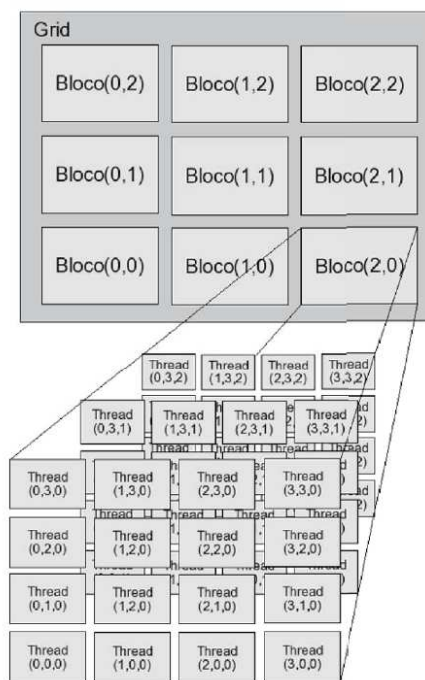 Grid
Bloco(0,2)
Bloco(1,2)
Bloco(2,2)
Bloco(0,1)
Bloco(1,1)
Bloco(2,1)
Bloco(0,0)
Bloco(1,0)
Bloco(2,0)
Thread
(0,3,2)
Thread
(1,3,2)
Thread
(2,3,2)
Thread
(3,3,2)
Thread
(0,3,1)
Thread
(1,3,1)
Thread
(2,3,1)
Thread
(3,3,1)
Thread
(0,3,0)
Thread
(1,3,0)
Thread
(2,3,0)
Thread
(3,3,0)
Thread
(0,2,0)
Thread
(1,2,0)
Thread
(2,2,0)
Thread
(3,2,0)
Thread
(0,1,0)
Thread
(1,2,0)
Thread
(2,1,0)
Thread
(3,1,0)
Thread
(0,0,0)
Thread
(1,0,0)
Thread
(2,0,0)
Thread
(3,0,0)